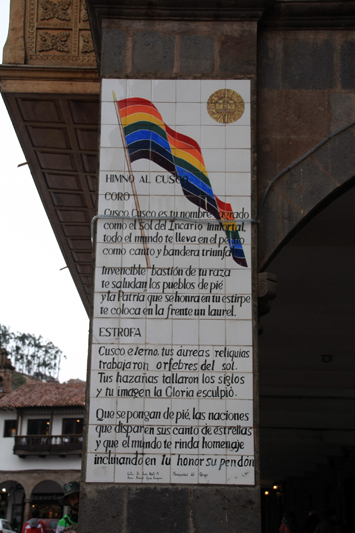 HIMNO AL CUSCO
CORO
Cusco Cusco es tu nombre sagrado
como el Sol del Incario inmortal,
todo el mundo te lleva en el pecho
como canto y bandera triunfal
Invencible bastión de tu raza
te saludan los pueblos de pié
y la Patria que se honra en tu estirpe
te coloca en la frente un laurel.
ESTROFA
Cusco eterno, tus áureas reliquias
trabajaron orfebres del sol.
Tus hazañas tallaron los siglos
y tu imagen la Gloria esculpió.
Que se pongan de pié, las naciones
que disparen sus canto de estrellas
y que el mundo te rinda homenaje
inclinando en tu honor su pendón